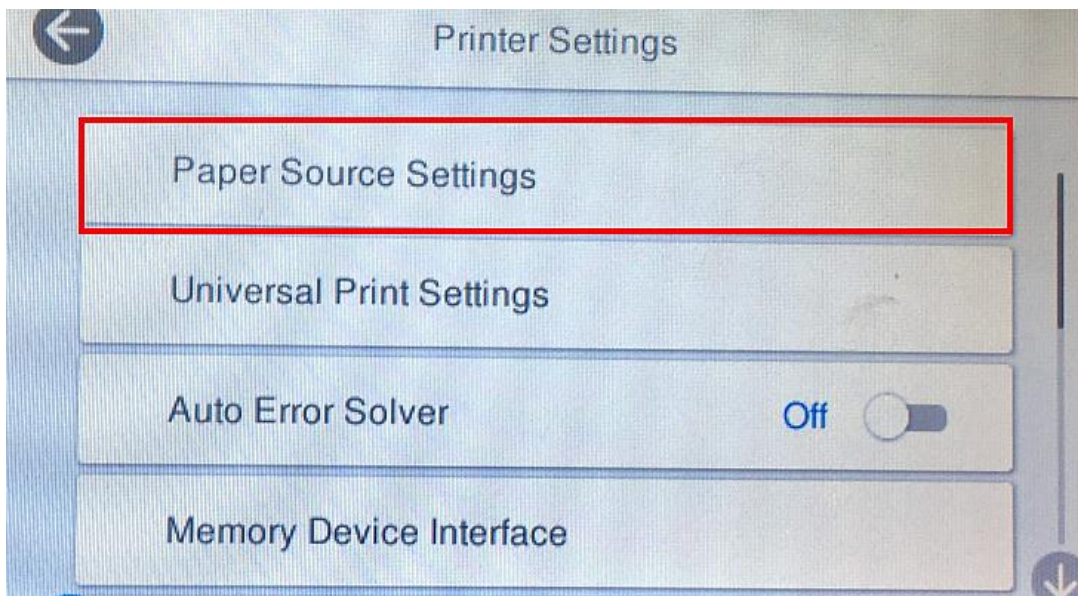 Printer Settings
Paper Source Settings
Universal Print Settings
Auto Error Solver Off
Memory Device Interface